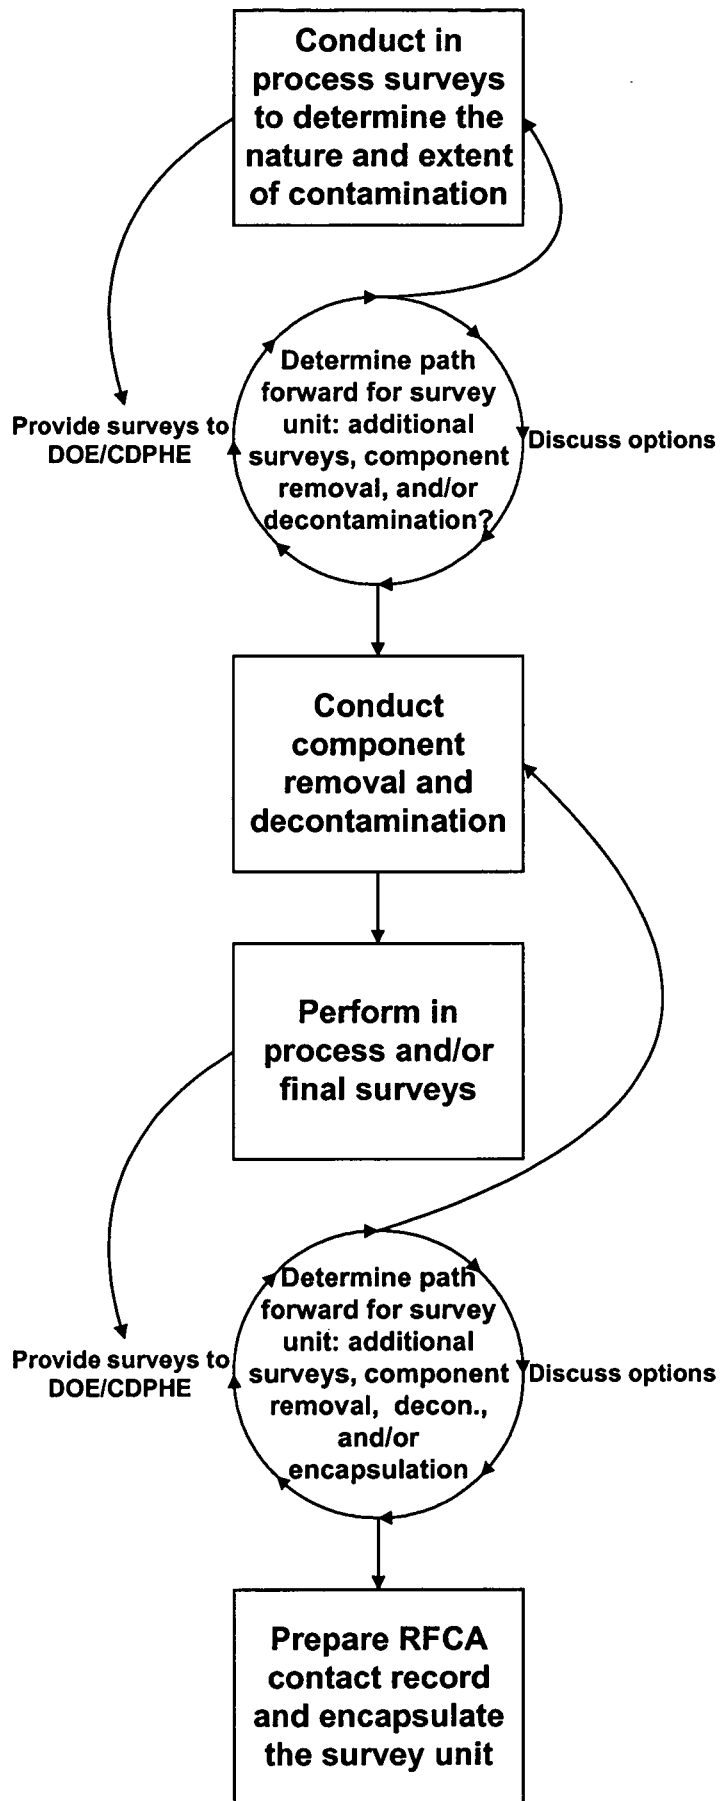 Conduct in
process surveys
to determine the
nature and extent
of contamination
Determine path
forward for survey
unit: additional
surveys, component
removal, and/or
decontamination?
Provide surveys to
DOE/CDPHE
Discuss options
Conduct
component
removal and
decontamination
Perform in
process and/or
final surveys
Determine path
forward for survey
unit: additional
surveys, component
removal, decon.,
and/or
encapsulation
Provide surveys to
DOE/CDPHE
Discuss options
Prepare RFCA
contact record
and encapsulate
the survey unit